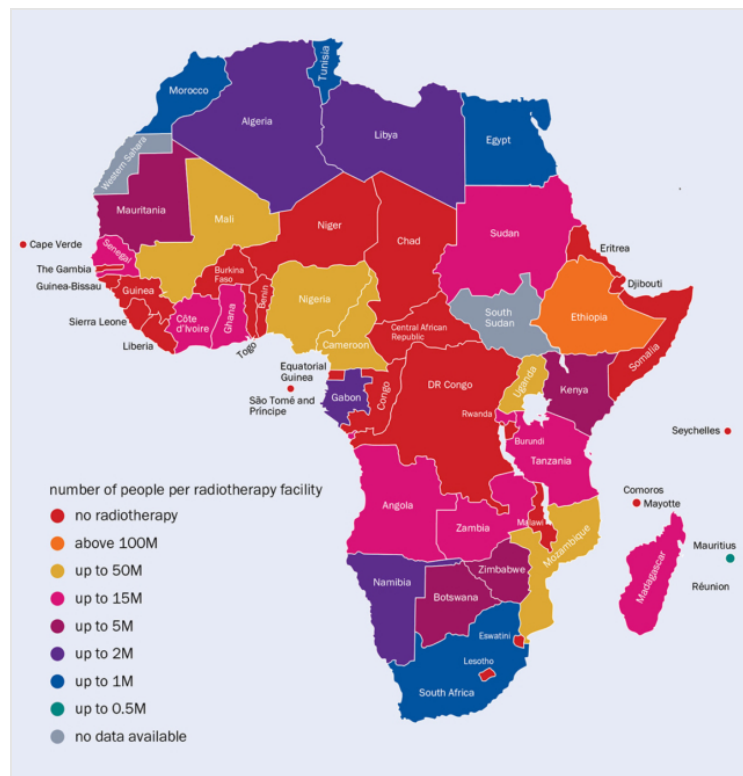 Tunisia
Morocco
Algeria
Libya
Egypt
Western Sahara
Mauritania
Mali
Niger
Chad
Sudan
Eritrea
Cape Verde
Senegal
The Gambia
Guinea-Bissau
Guinea
Burkina
Faso
Benin
Nigeria
Djibouti
Sierra Leone
Côte
d'Ivoire
Ghana
South
Sudan
Ethiopia
Liberia
Togo
Cameroon
Central African
Republic
Somalia
Equatorial
Guinea
São Tomé and
Príncipe
Gabon
Congo
DR Congo
Uganda
Kenya
Rwanda
Burundi
Seychelles
Tanzania
number of people per radiotherapy facility
no radiotherapy
above 100M
up to 50M
up to 15M
up to 5M
up to 2M
up to 1M
up to 0.5M
no data available
Angola
Zambia
Malawi
Comoros
Mayotte
Mozambique
Mauritius
Madagascar
Réunion
Namibia
Zimbabwe
Botswana
Eswatini
Lesotho
South Africa